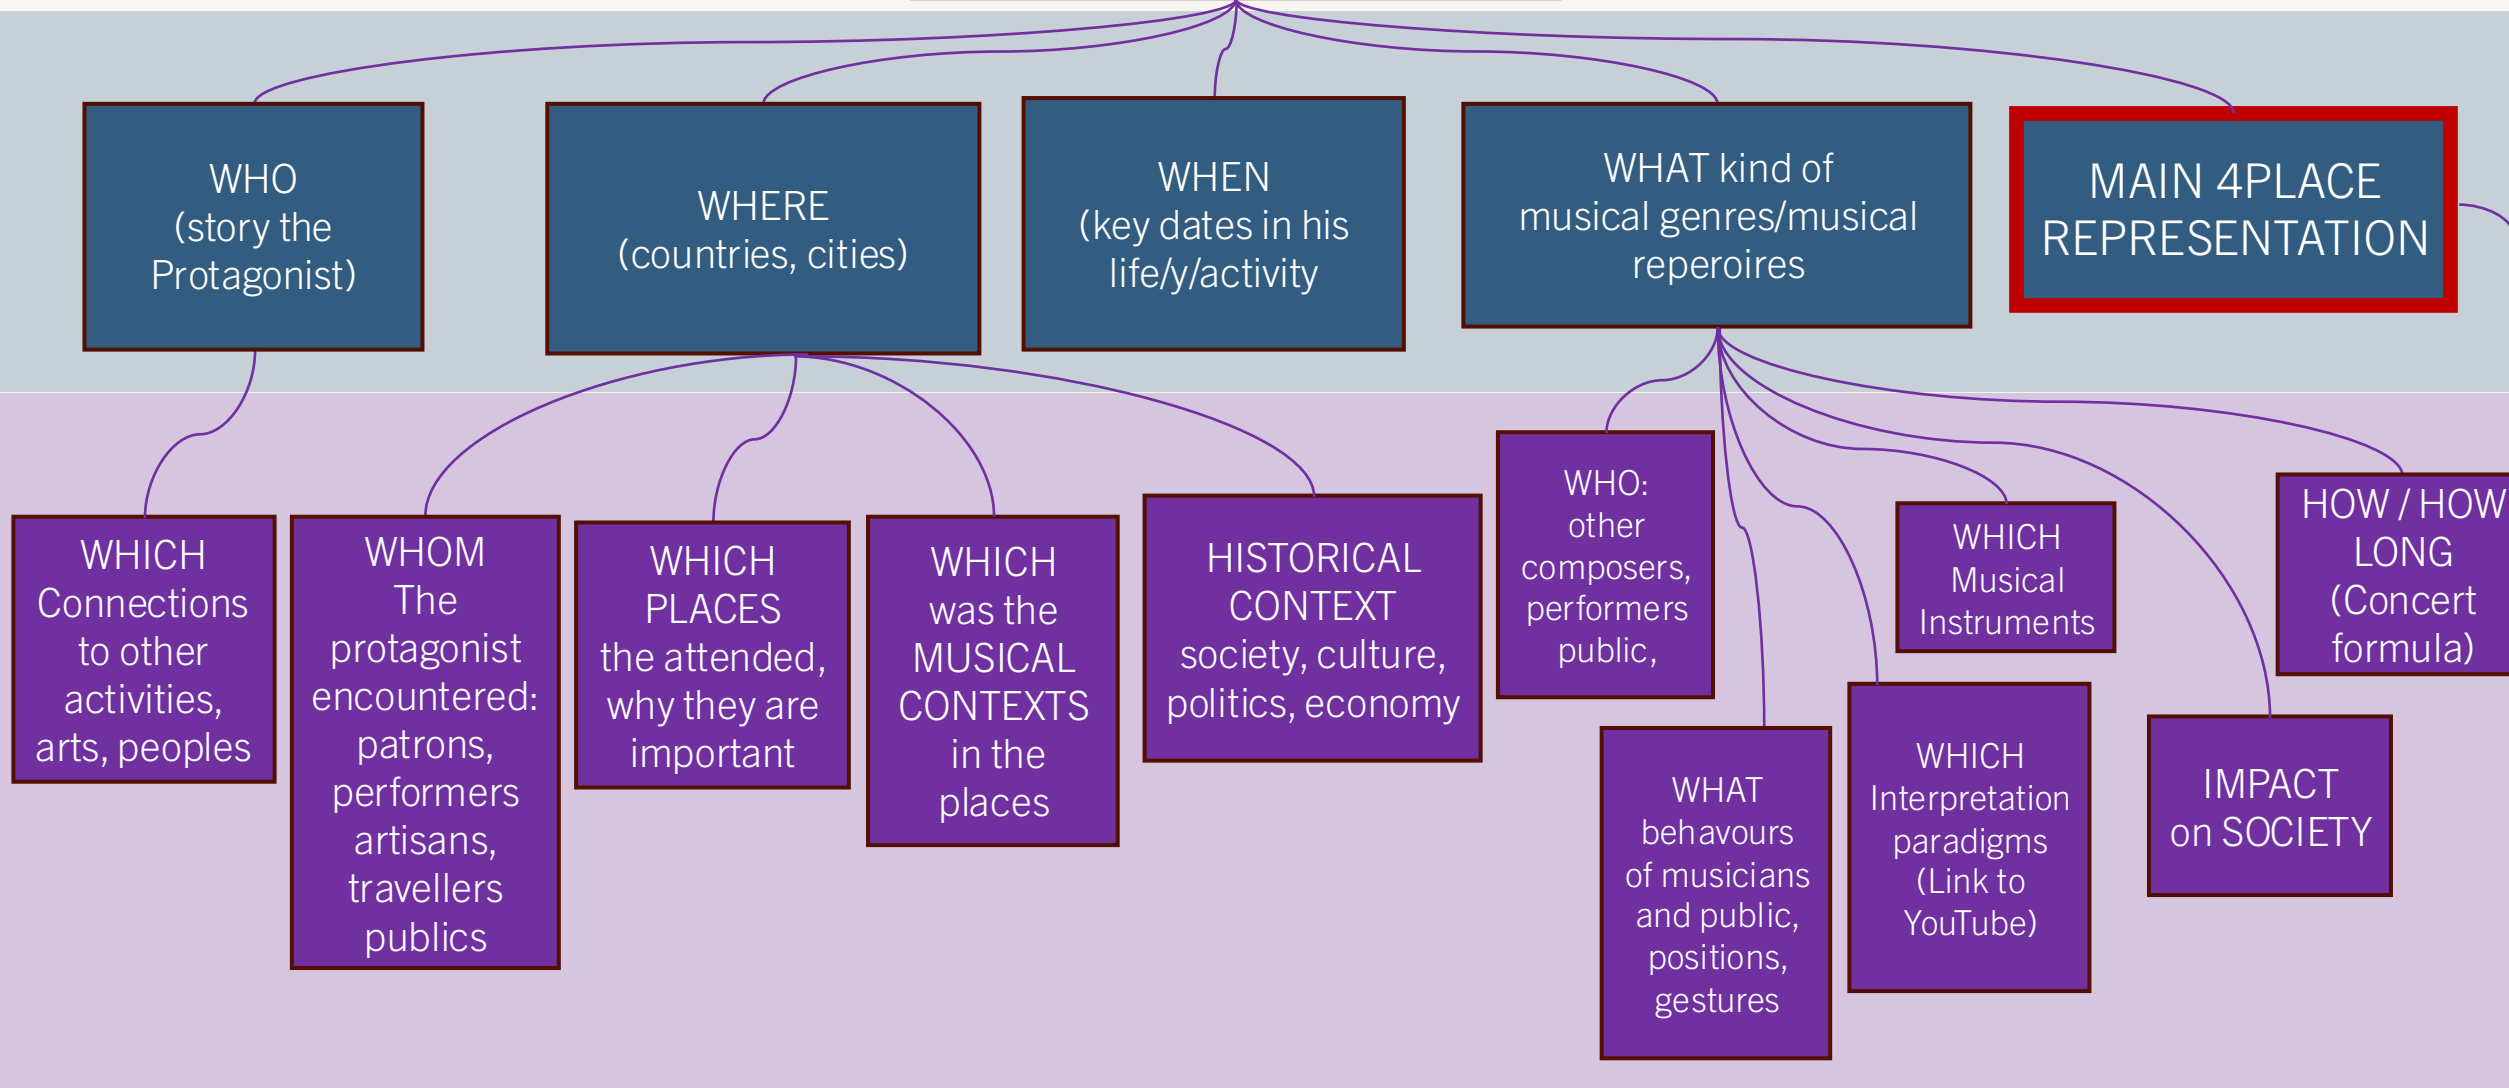 WHO
(story the
Protagonist)
WHERE
(countries, cities)
WHEN
(key dates in his
life/y/activity
WHAT kind of
musical genres/musical
reperoires
MAIN 4PLACE
REPRESENTATION
WHICH
Connections
to other
activities,
arts, peoples
WHOM
The
protagonist
encountered:
patrons,
performers
artisans,
travellers
publics
WHICH
PLACES
the attended,
why they are
important
WHICH
was the
MUSICAL
CONTEXTS
in the
places
HISTORICAL
CONTEXT
society, culture,
politics, economy
WHO:
other
composers,
performers
public,
WHAT
behavours
of musicians
and public,
positions,
gestures
WHICH
Interpretation
paradigms
(Link to
YouTube)
WHICH
Musical
Instruments
IMPACT
on SOCIETY
HOW / HOW
LONG
(Concert
formula)